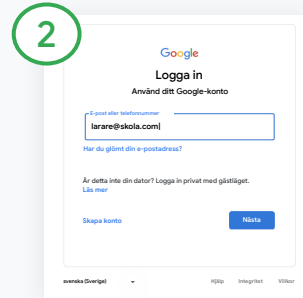 2
Google
Logga in
Använd ditt Google-konto
E-post eller telefonnummer
larare@skola.com
Har du glömt din e-postadress?
Är detta inte din dator? Logga in privat med gästläget.
Läs mer
Skapa konto
Nästa
svenska (Sverige)
Hjälp Integritet Villkor